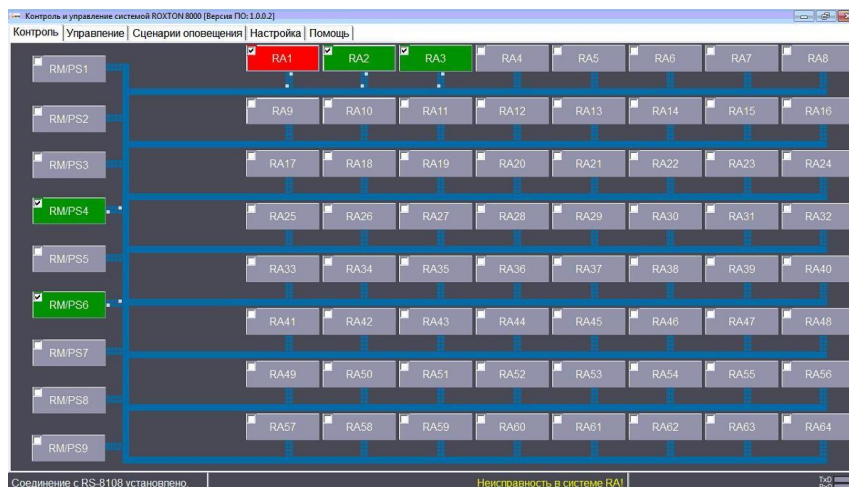 Контроль и управление системой ROXTON 8000 [Версия ПО: 1.0.0.2]
Контроль Управление Сценарии оповещения Настройка Помощь
RM/PS1 RA1 RA2 RA3 RA4 RA5 RA6 RA7 RA8
RM/PS2 RA9 RA10 RA11 RA12 RA13 RA14 RA15 RA16
RM/PS3 RA17 RA18 RA19 RA20 RA21 RA22 RA23 RA24
RM/PS4 RA25 RA26 RA27 RA28 RA29 RA30 RA31 RA32
RM/PS5 RA33 RA34 RA35 RA36 RA37 RA38 RA39 RA40
RM/PS6 RA41 RA42 RA43 RA44 RA45 RA46 RA47 RA48
RM/PS7 RA49 RA50 RA51 RA52 RA53 RA54 RA55 RA56
RM/PS8 RA57 RA58 RA59 RA60 RA61 RA62 RA63 RA64
RM/PS9
Соединение с RS-8108 установлено. Неисправность в системе RA! TxD
RxD